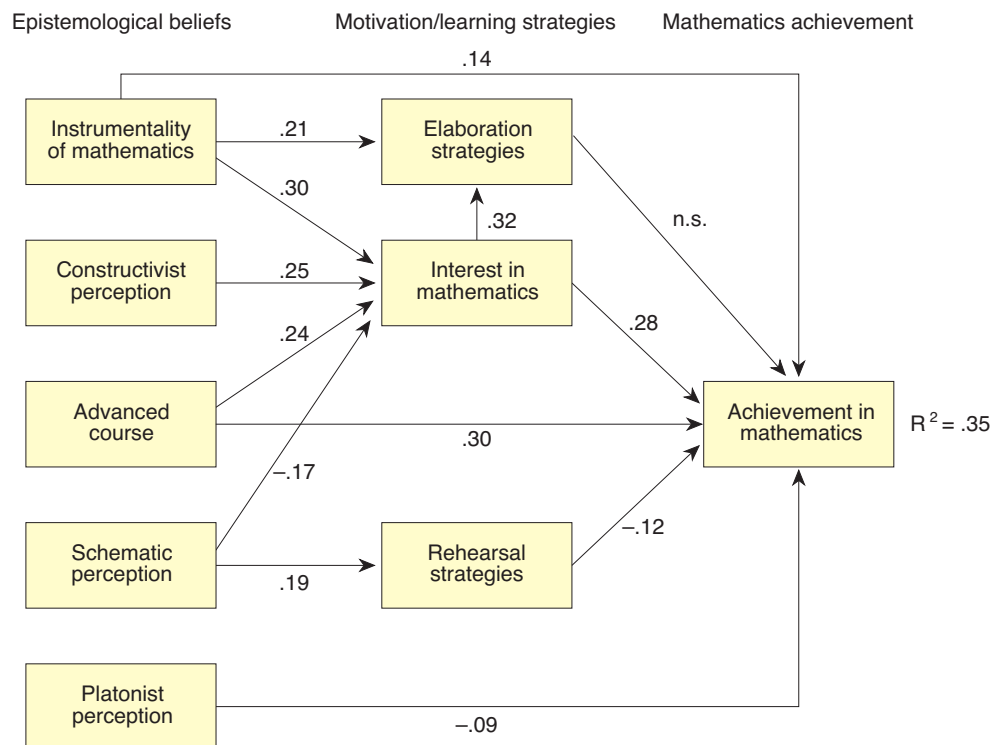 Epistemological beliefs
Motivation/learning strategies
Mathematics achievement
.14
Instrumentality
of mathematics
.21
Elaboration
strategies
.30
.32
n.s.
Constructivist
perception
.25
Interest in
mathematics
.24
.28
Advanced
course
.30
Achievement in
mathematics
R² = .35
–.17
Schematic
perception
.19
Rehearsal
strategies
–.12
Platonist
perception
–.09